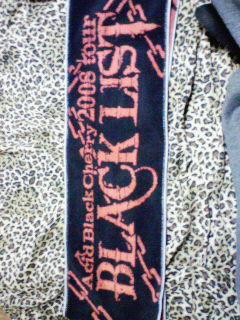 Acid Black Cherry 2008 tour
BLACK LIST